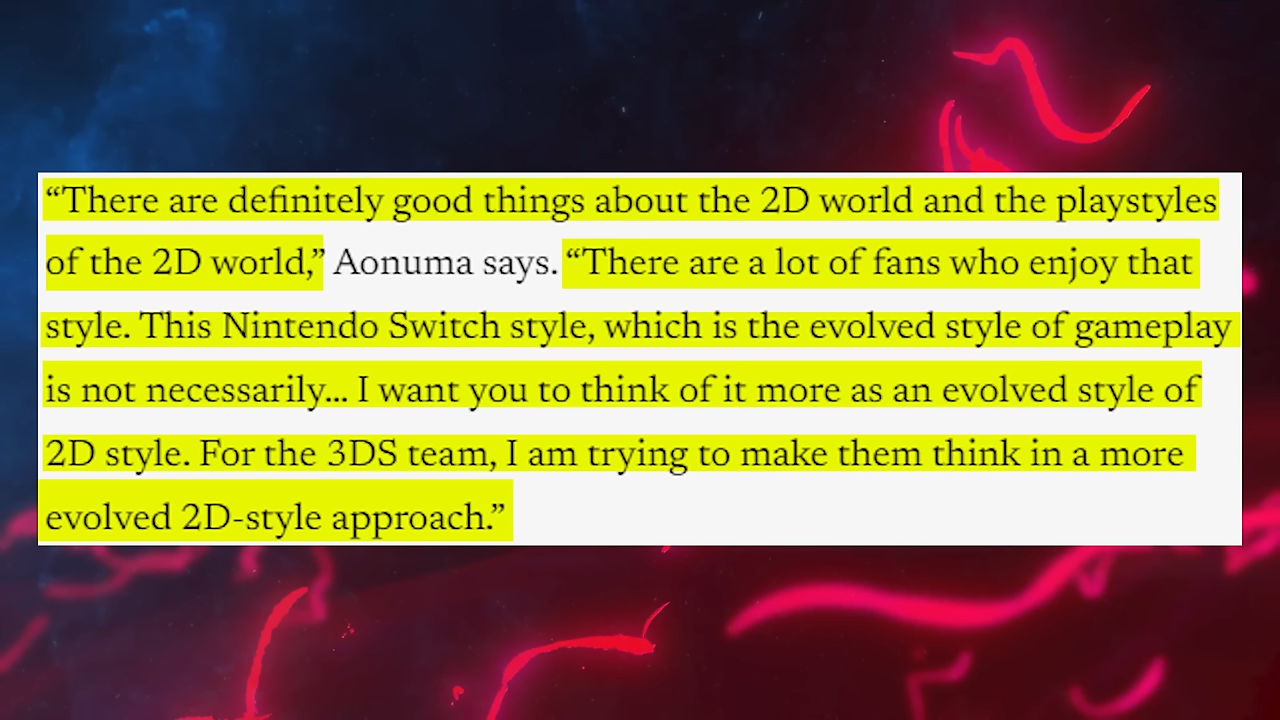 “There are definitely good things about the 2D world and the playstyles
of the 2D world,” Aonuma says. “There are a lot of fans who enjoy that
style. This Nintendo Switch style, which is the evolved style of gameplay
is not necessarily... I want you to think of it more as an evolved style of
2D style. For the 3DS team, I am trying to make them think in a more
evolved 2D-style approach.”